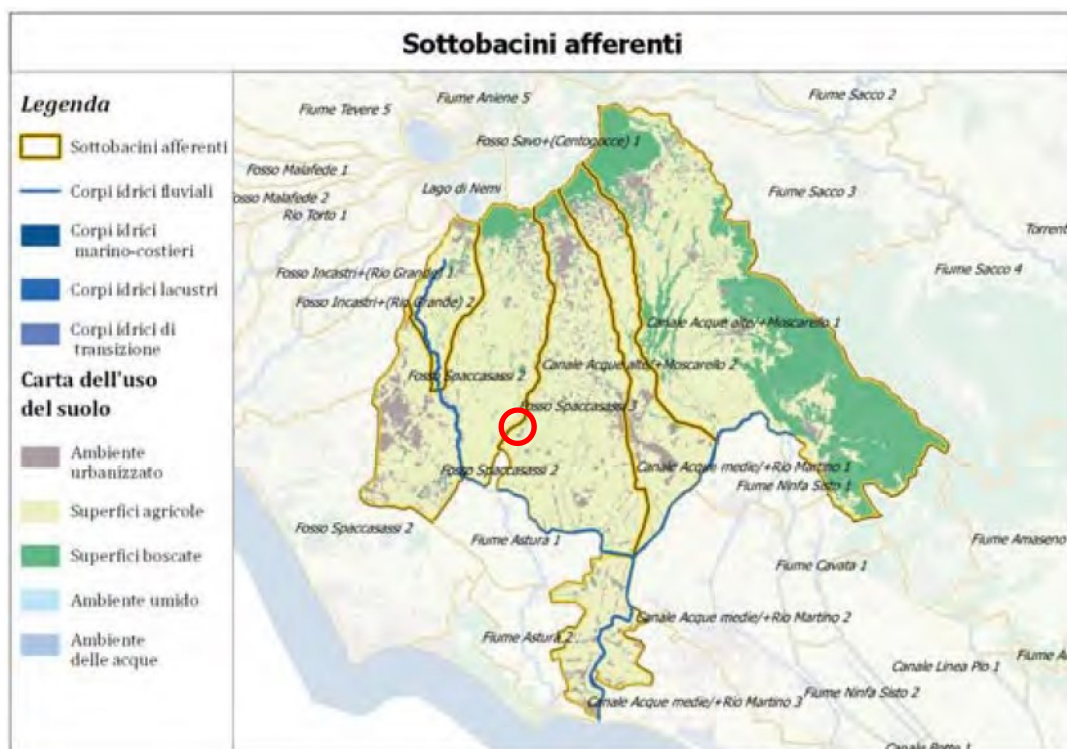 Sottobacini afferenti
Legenda
Sottobacini afferenti
Corpi idrici fluviali
Corpi idrici
marino-costieri
Corpi idrici lacustri
Corpi idrici di
transizione
Carta dell'uso
del suolo
Ambiente
urbanizzato
Superfici agricole
Superfici boscate
Ambiente umido
Ambiente
delle acque
Fiume Tevere 5
Fiume Aniene 5
Fiume Sacco 2
Fosso Savo+(Centogocce) 1
Fosso Malafede 1
Lago di Nemi
Fiume Sacco 3
osso Malafede 2
Rio Torto 1
Torrent
Fosso Incastri+(Rio Grande) 1
Fiume Sacco 4
Fosso Incastri+(Rio Grande) 2
Canale Acque alte/+Moscarello 1
Canale Acque alte/+Moscarello 2
Fosso Spaccasassi 2
Fosso Spaccasassi 3
Fosso Spaccasassi 2
Canale Acque medie/+Rio Martino 1
Fiume Ninfa Sisto 1
Fosso Spaccasassi 2
Fiume Astura 1
Fiume Amaseno
Fiume Cavata 1
Canale Acque medie/+Rio Martino 2
Fiume Astura 2
Fiume A
Canale Linea Pio 1
Canale Acque medie/+Rio Martino 3
Fiume Ninfa Sisto 2